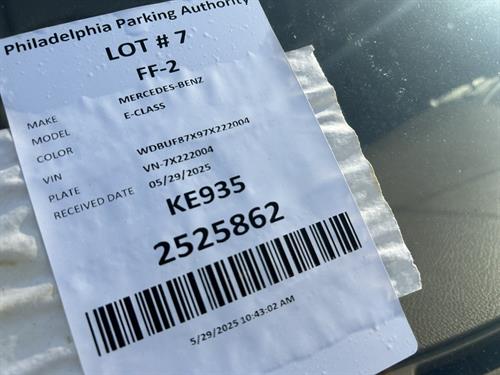 Philadelphia Parking Authority
LOT # 7
FF-2
MAKE MERCEDES-BENZ
MODEL E-CLASS
COLOR
VIN WDBUF87X97X222004
PLATE VN-7X222004
RECEIVED DATE 05/29/2025
KE935
2525862
5/29/2025 10:43:02 AM